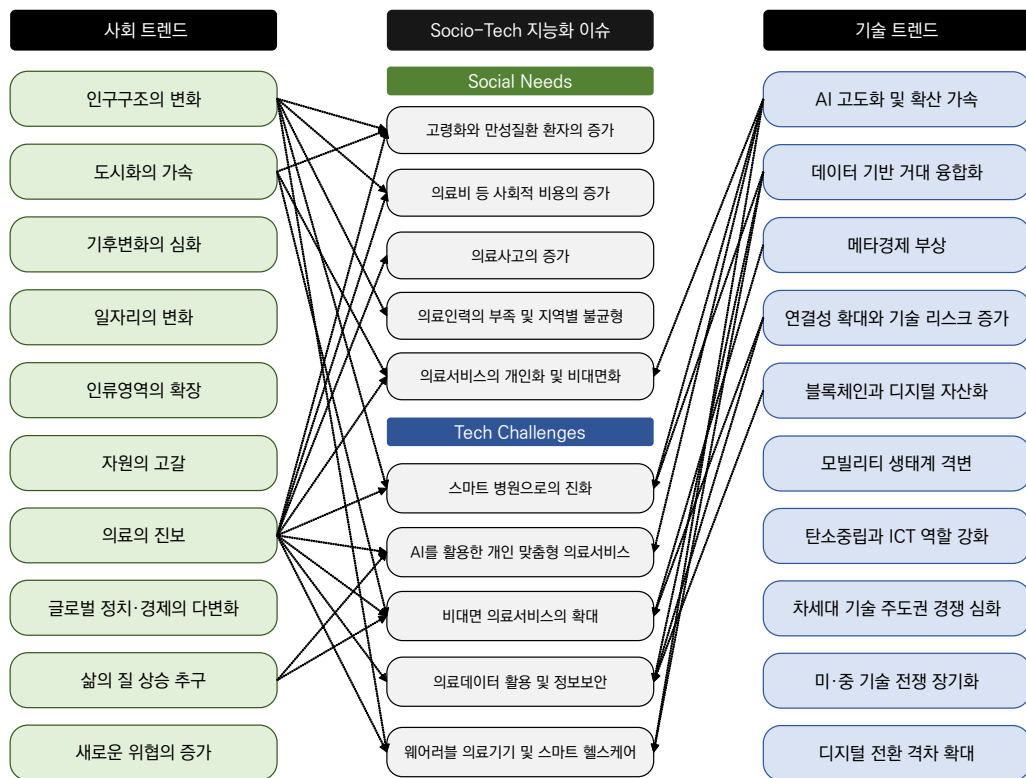 사회 트렌드
인구구조의 변화
도시화의 가속
기후변화의 심화
일자리의 변화
인류영역의 확장
자원의 고갈
의료의 진보
글로벌 정치·경제의 다변화
삶의 질 상승 추구
새로운 위협의 증가
Socio-Tech 지능화 이슈
Social Needs
고령화와 만성질환 환자의 증가
의료비 등 사회적 비용의 증가
의료사고의 증가
의료인력의 부족 및 지역별 불균형
의료서비스의 개인화 및 비대면화
Tech Challenges
스마트 병원으로의 진화
AI를 활용한 개인 맞춤형 의료서비스
비대면 의료서비스의 확대
의료데이터 활용 및 정보보안
웨어러블 의료기기 및 스마트 헬스케어
기술 트렌드
AI 고도화 및 확산 가속
데이터 기반 거대 융합화
메타경제 부상
연결성 확대와 기술 리스크 증가
블록체인과 디지털 자산화
모빌리티 생태계 격변
탄소중립과 ICT 역할 강화
차세대 기술 주도권 경쟁 심화
미·중 기술 전쟁 장기화
디지털 전환 격차 확대